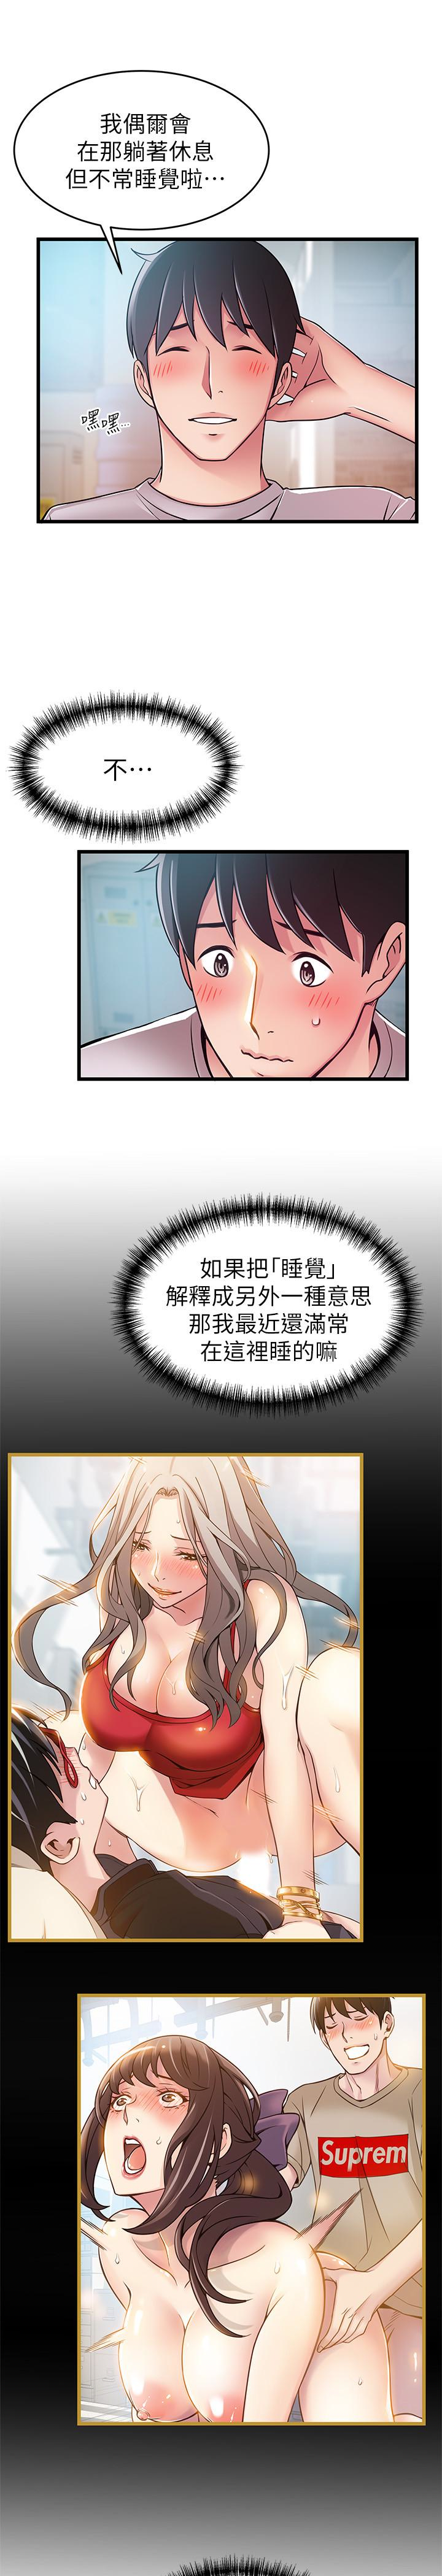 我偶爾會
在那躺著休息
但不常睡覺啦⋯
嘿嘿⋯
不⋯
如果把「睡覺」
解釋成另外一種意思
那我最近還滿常
在這裡睡的嘛
Suprem